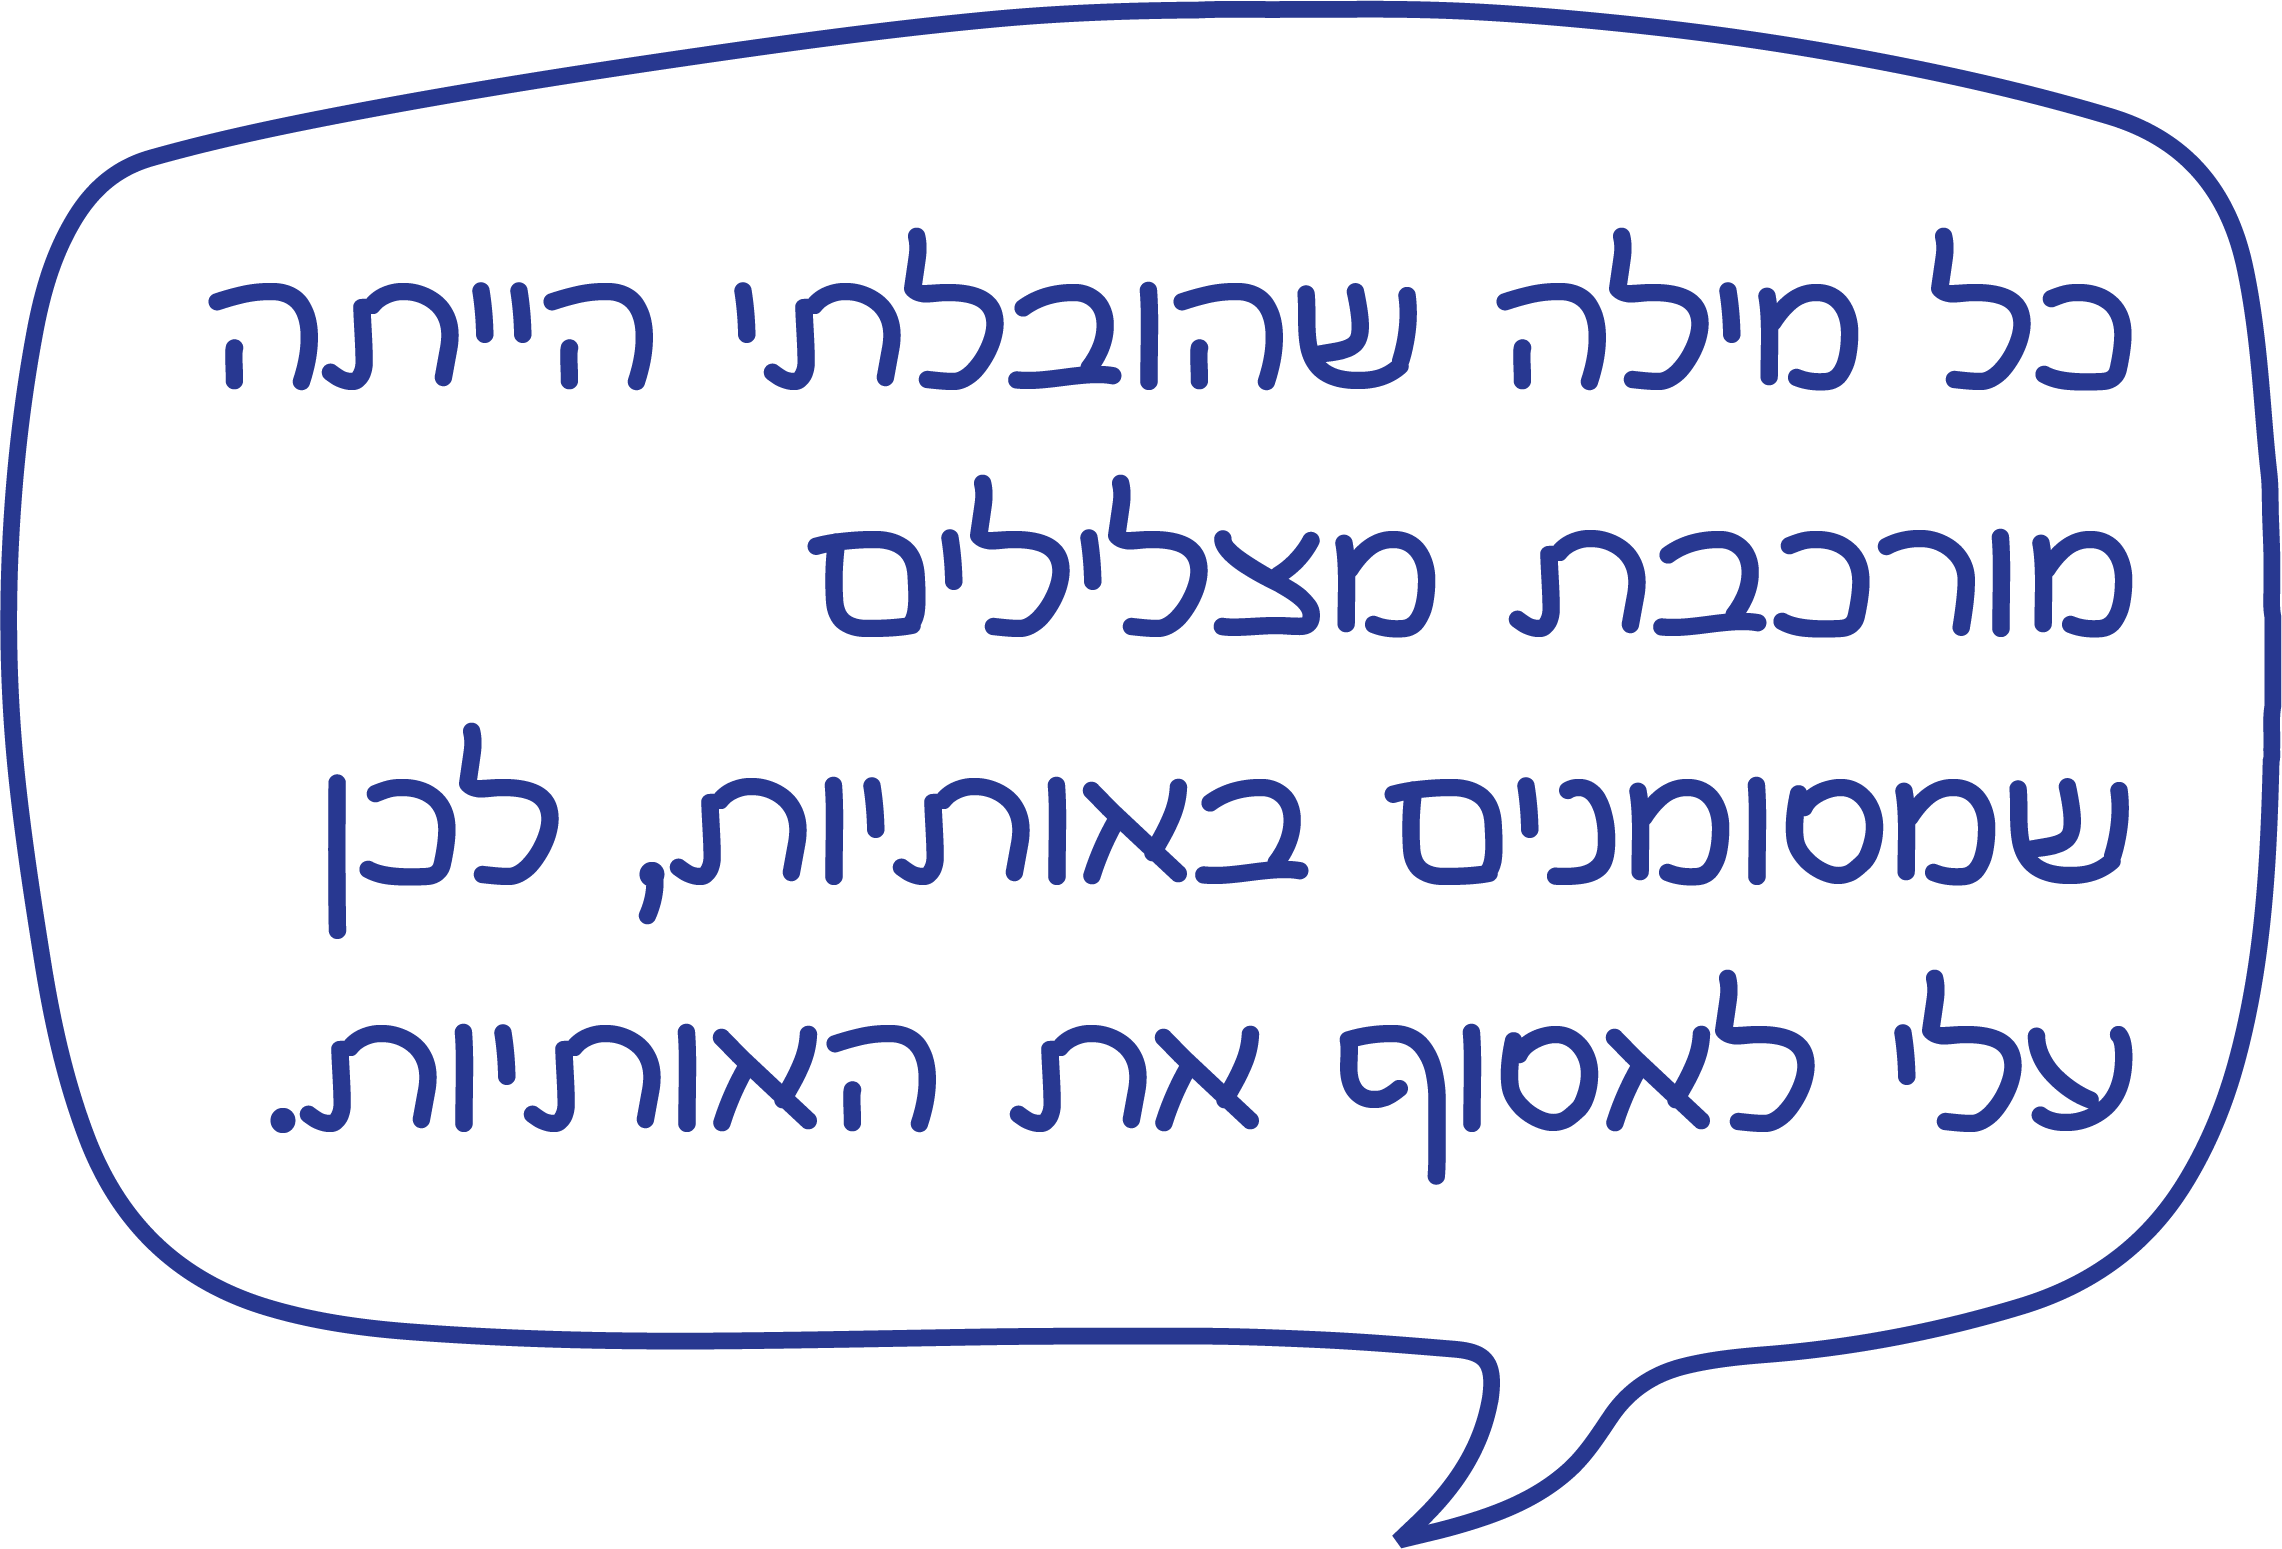 כל מילה שהובלתי הייתה
מורכבת מצלילים
שמסומנים באותיות, לכן
עלי לאסוף את האותיות.